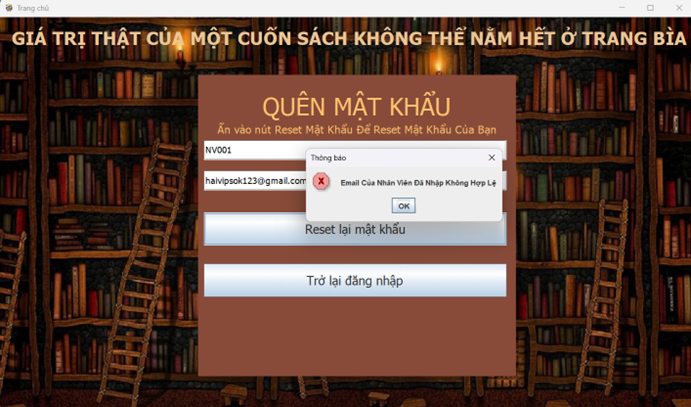 Trang chủ
GIÁ TRỊ THẬT CỦA MỘT CUỐN SÁCH KHÔNG THỂ NẰM HẾT Ở TRANG BÌA
QUÊN MẬT KHẨU
Ấn vào nút Reset Mật Khẩu Để Reset Mật Khẩu Của Bạn
NV001
Thông báo
haivipsok123@gmail.com
Email Của Nhân Viên Đã Nhập Không Hợp Lệ
OK
Reset lại mật khẩu
Trở lại đăng nhập